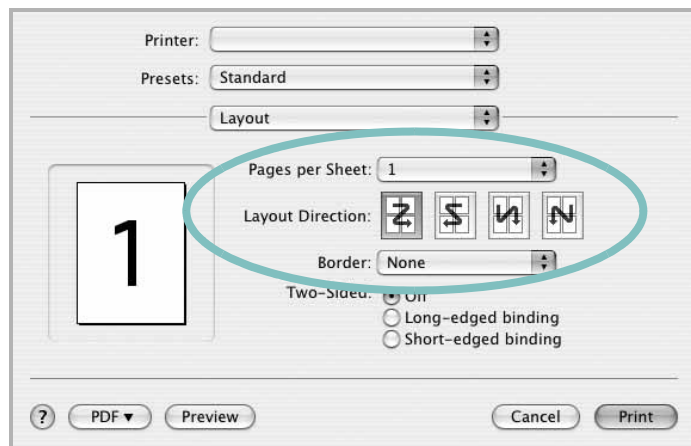 Printer:
Presets: Standard
Layout
Pages per Sheet: 1
Layout Direction:
1
Border: None
Two-Sided: Off
Long-edged binding
Short-edged binding
? PDF▼ Preview Cancel Print